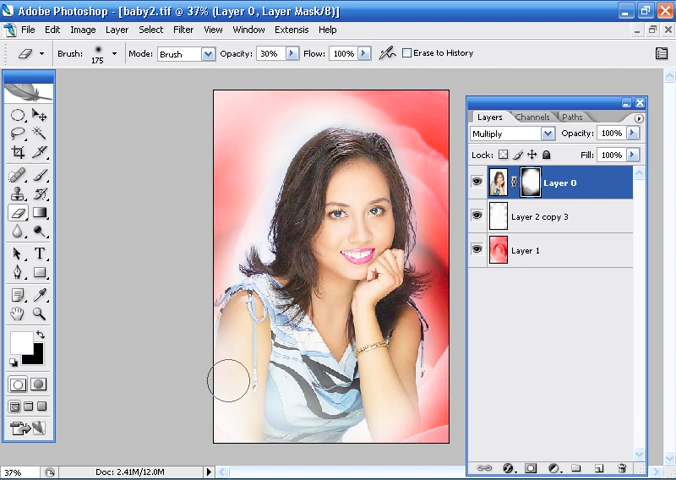 Adobe Photoshop - [baby2.tif @ 37% (Layer 0, Layer Mask/8)]
File Edit Image Layer Select Filter View Window Extensis Help
Brush: 175 Mode: Brush Opacity: 30% Flow: 100% Erase to History
Layers Channels Paths
Multiply Opacity: 100%
Lock: Fill: 100%
Layer 0
Layer 2 copy 3
Layer 1
T
37% Doc: 2.41M/12.0M